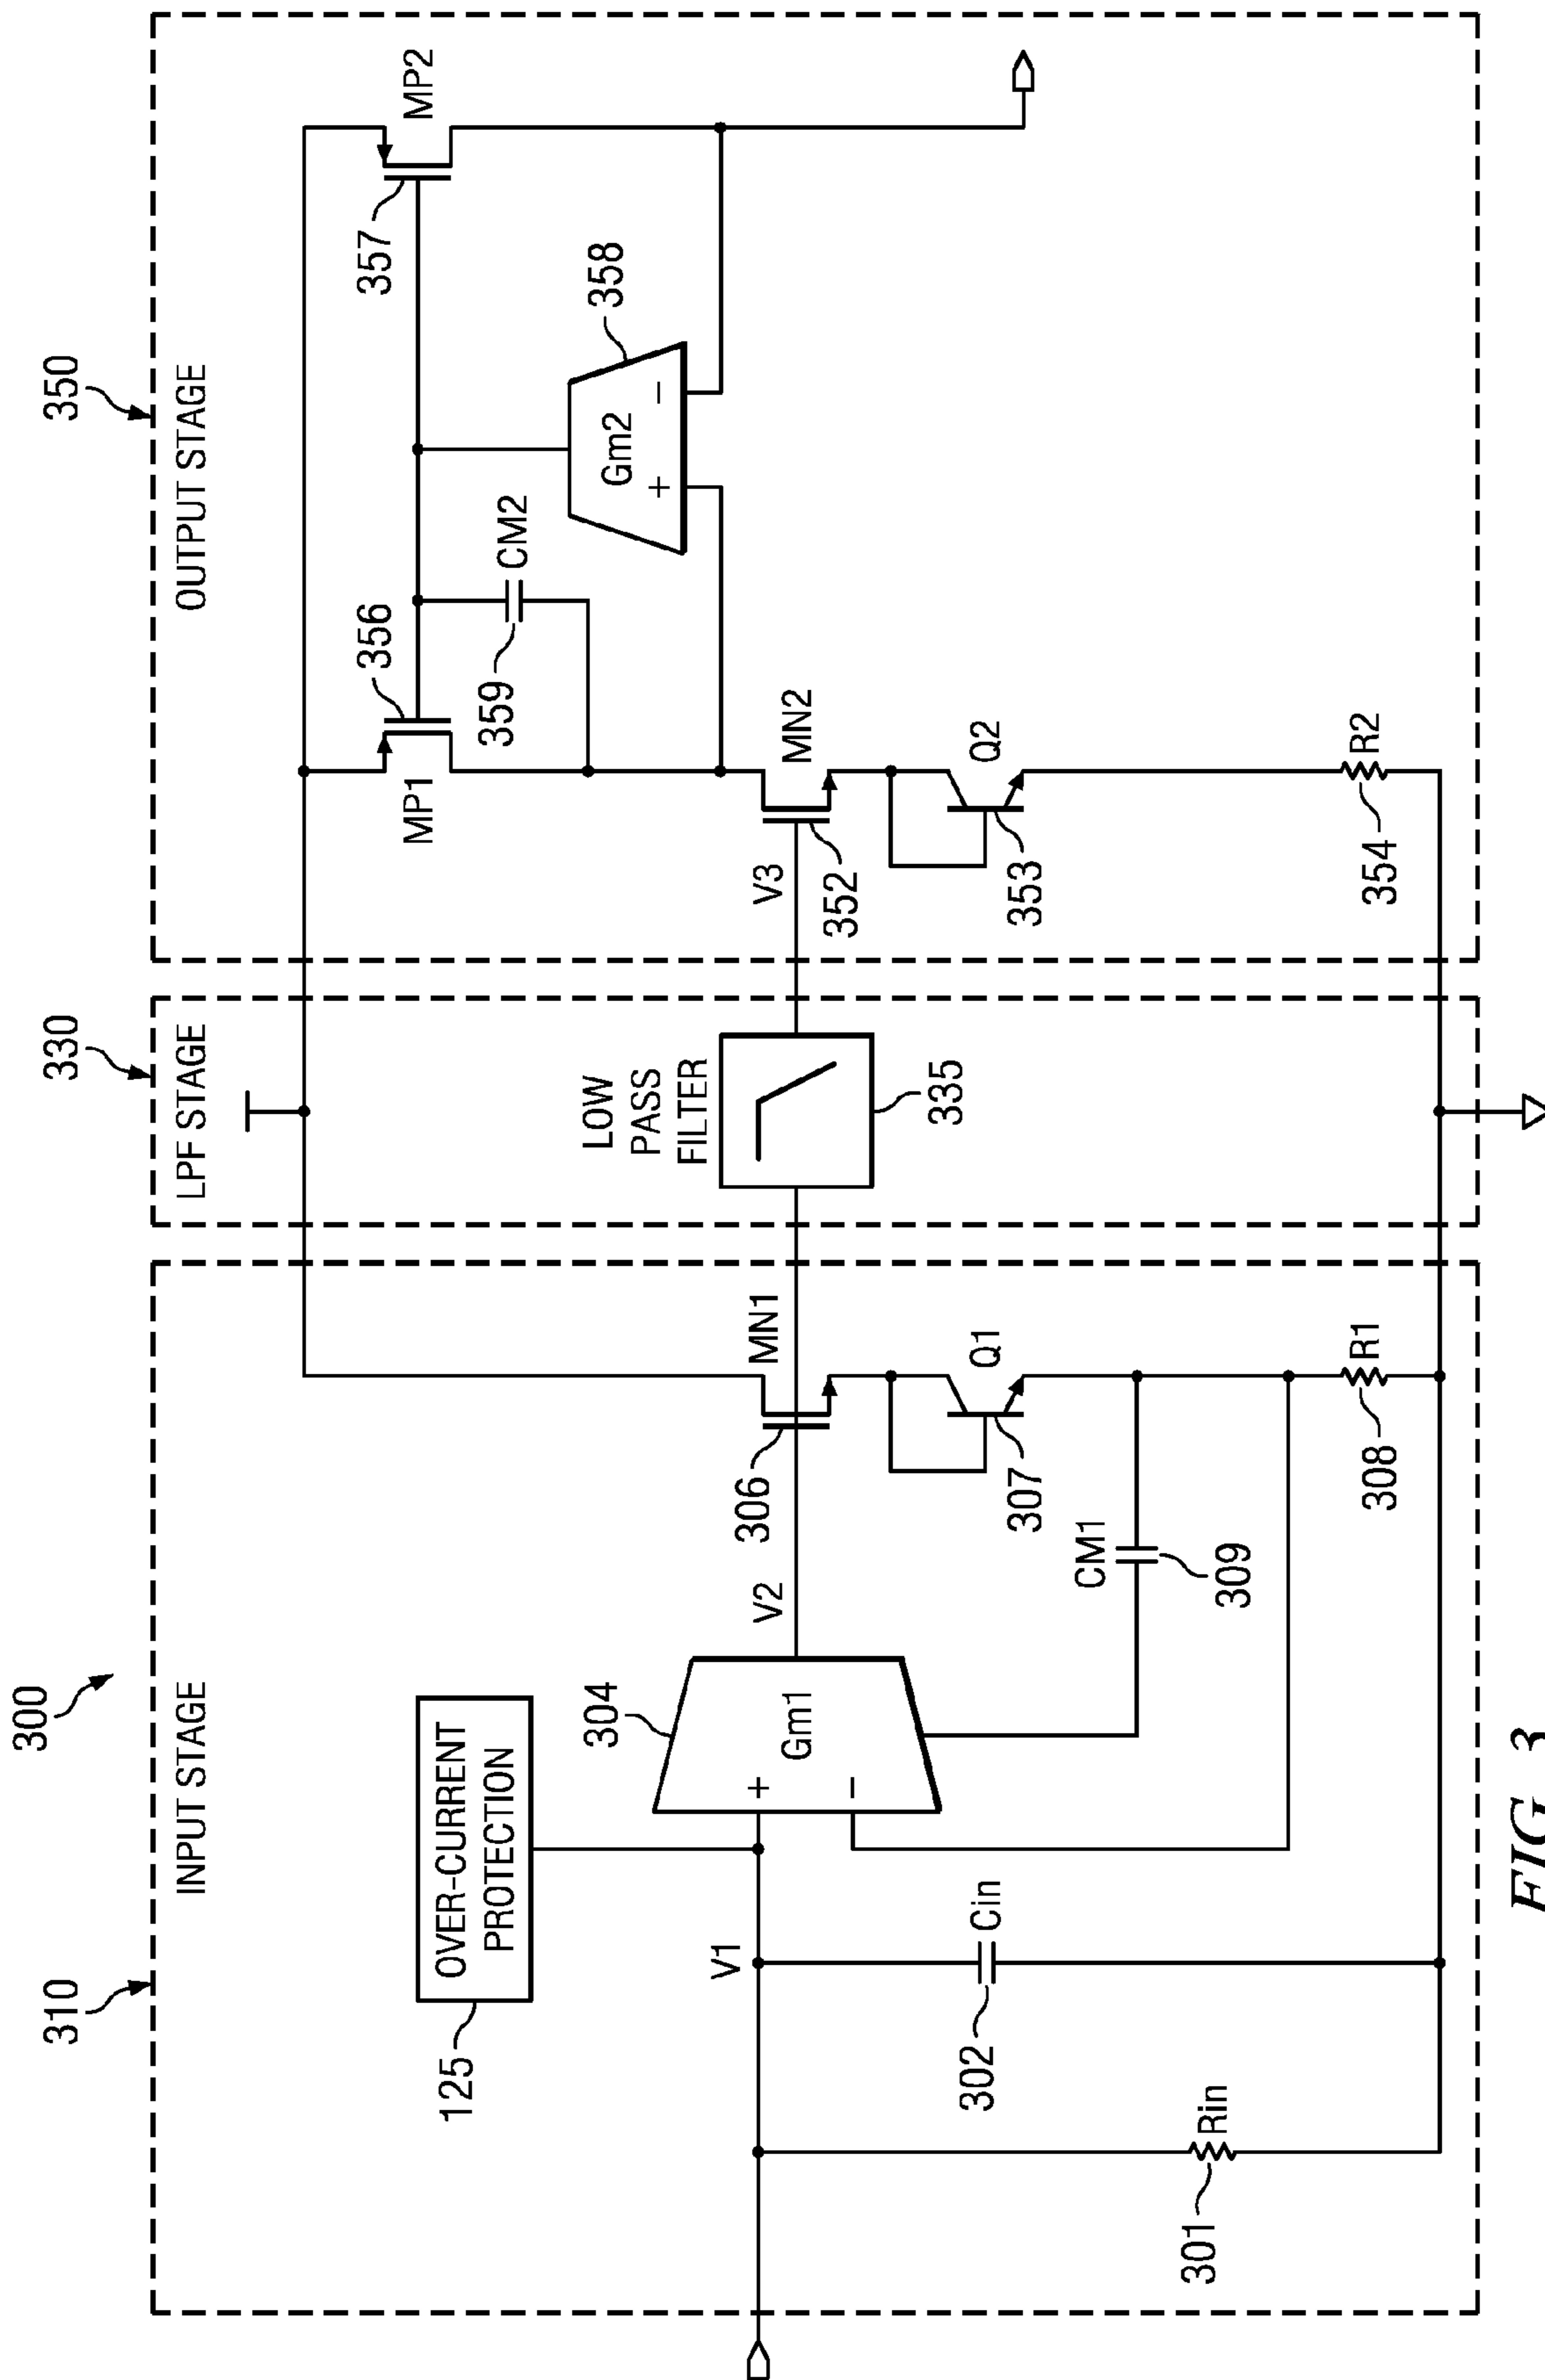 300
310
INPUT STAGE
OVER-CURRENT
PROTECTION
125
V1
301
Rin
302
Cin
304
Gm1
+
−
V2
CM1
309
306
MN1
307
Q1
308
R1
330
LPF STAGE
LOW
PASS
FILTER
335
350
OUTPUT STAGE
V3
352
MN2
353
Q2
354
R2
MP1
356
359
CM2
Gm2
+
−
358
357
MP2
FIG. 3